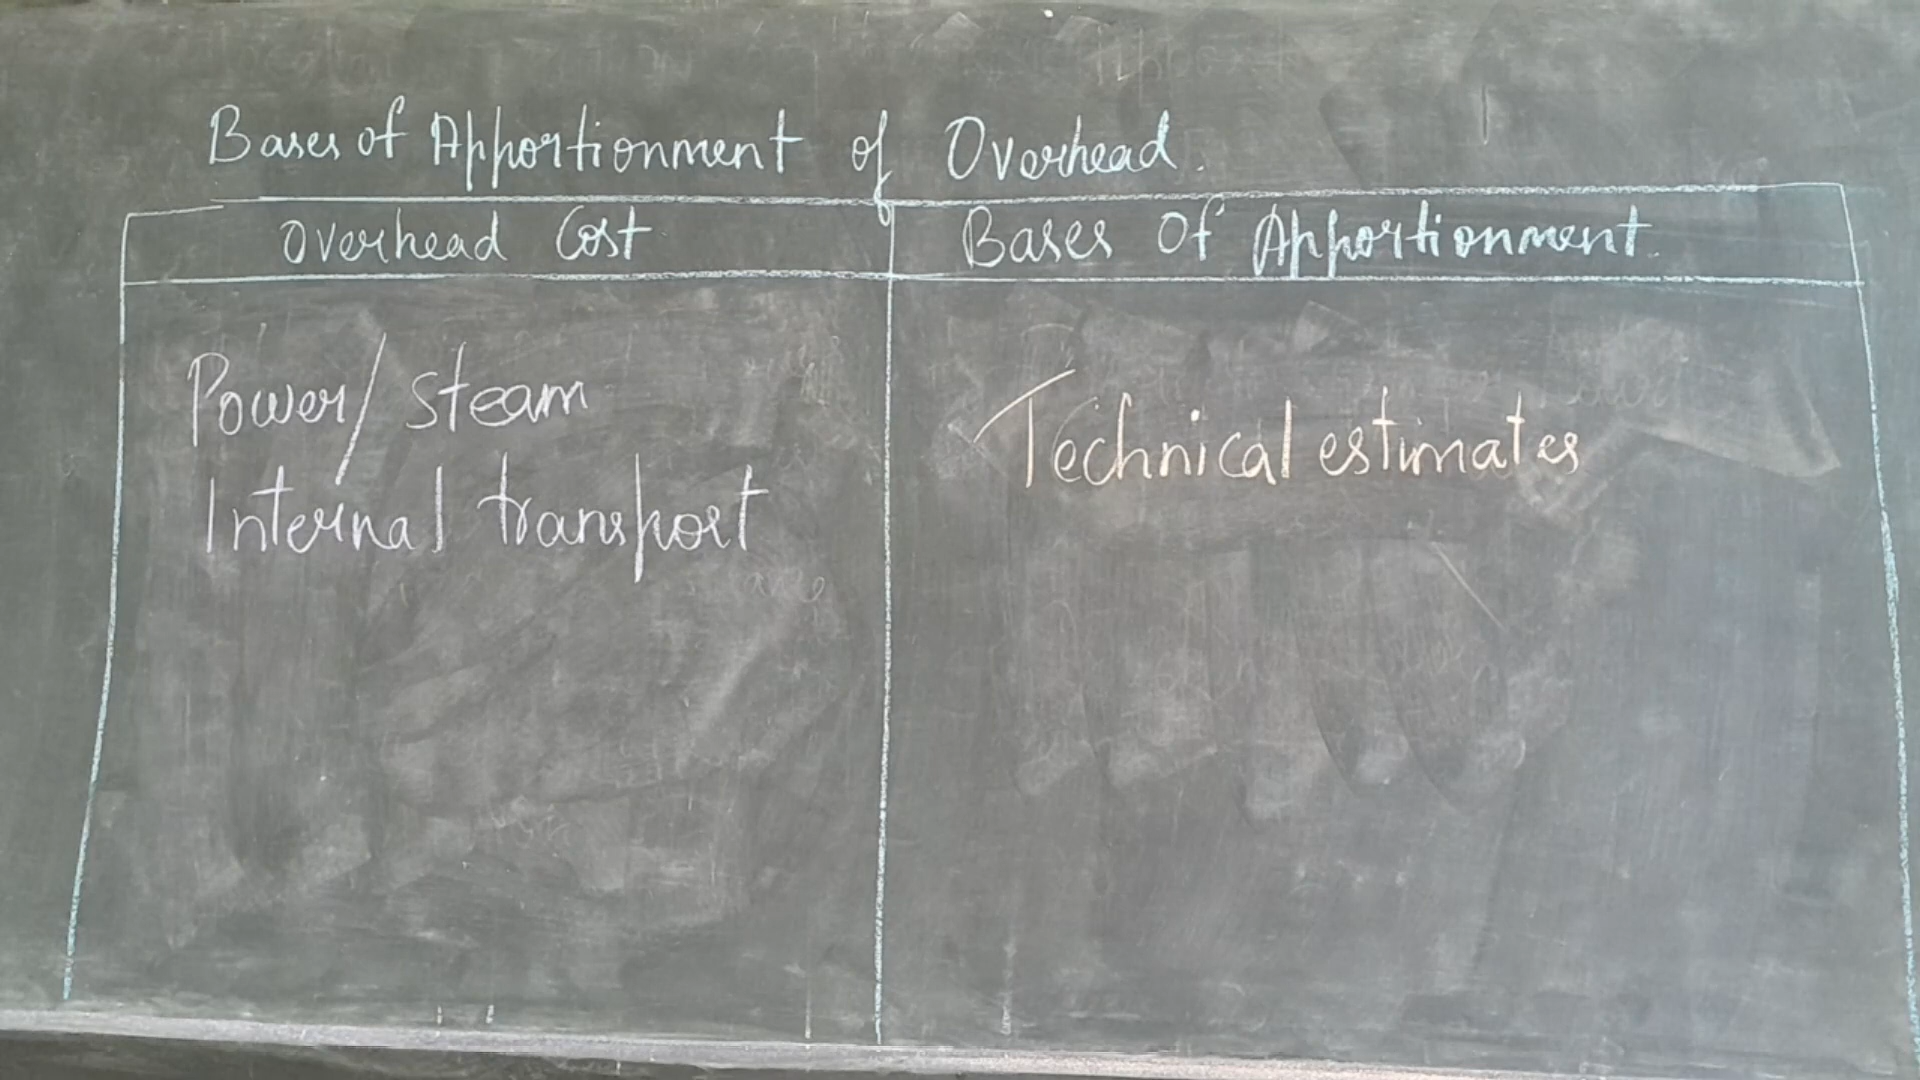 Bases of Apportionment of Overhead.
Overhead Cost
Bases Of Apportionment.
Power/ steam
Internal transport
Technical estimates